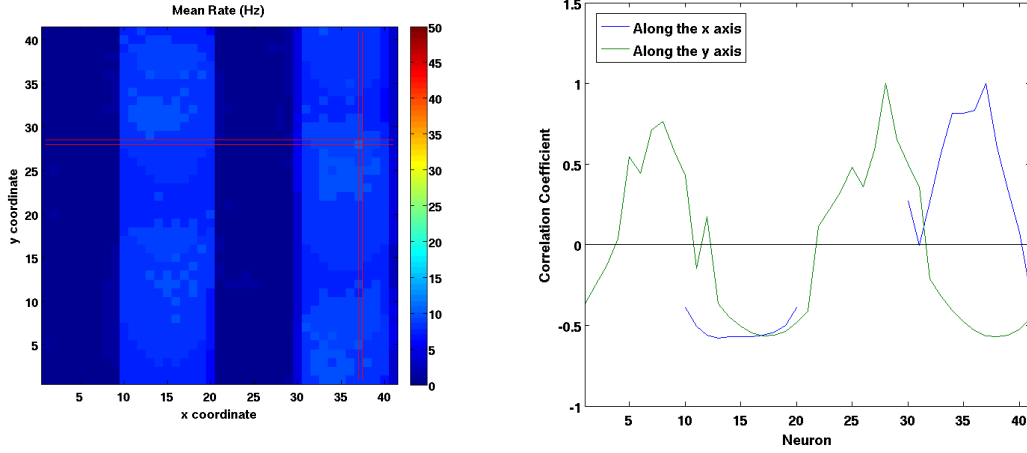 Mean Rate (Hz)
y coordinate
40
35
30
25
20
15
10
5
5 10 15 20 25 30 35 40
x coordinate
50
45
40
35
30
25
20
15
10
5
0
Along the x axis
Along the y axis
Correlation Coefficient
1.5
1
0.5
0
-0.5
-1
5 10 15 20 25 30 35 40
Neuron